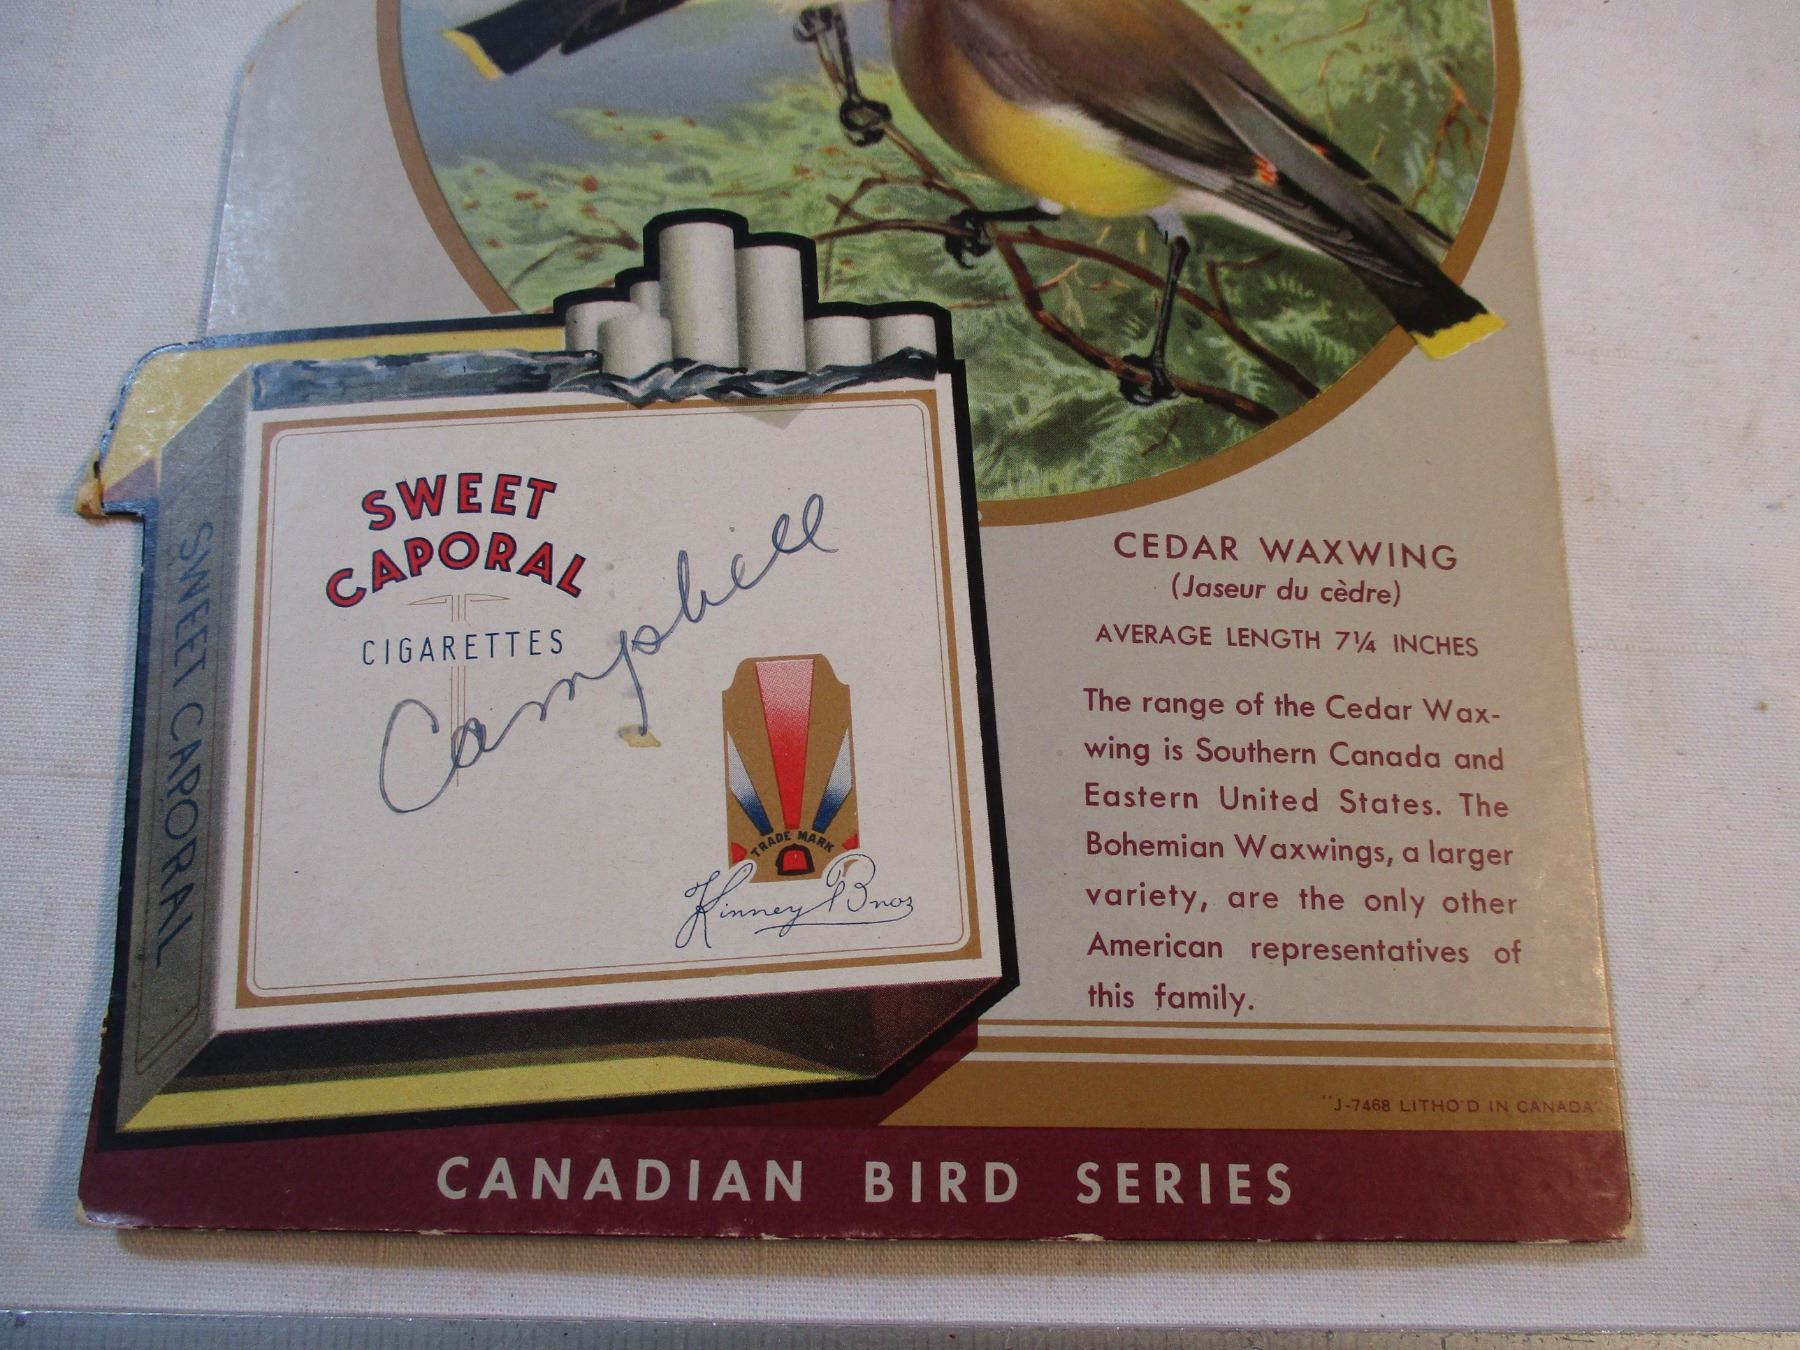 SWEET
CAPORAL
CIGARETTES
Campbell
TRADE MARK
Kinney Bros
SWEET CAPORAL
CEDAR WAXWING
(Jaseur du cèdre)
AVERAGE LENGTH 7¼ INCHES
The range of the Cedar Wax-
wing is Southern Canada and
Eastern United States. The
Bohemian Waxwings, a larger
variety, are the only other
American representatives of
this family.
"J-7468 LITHO'D IN CANADA"
CANADIAN BIRD SERIES